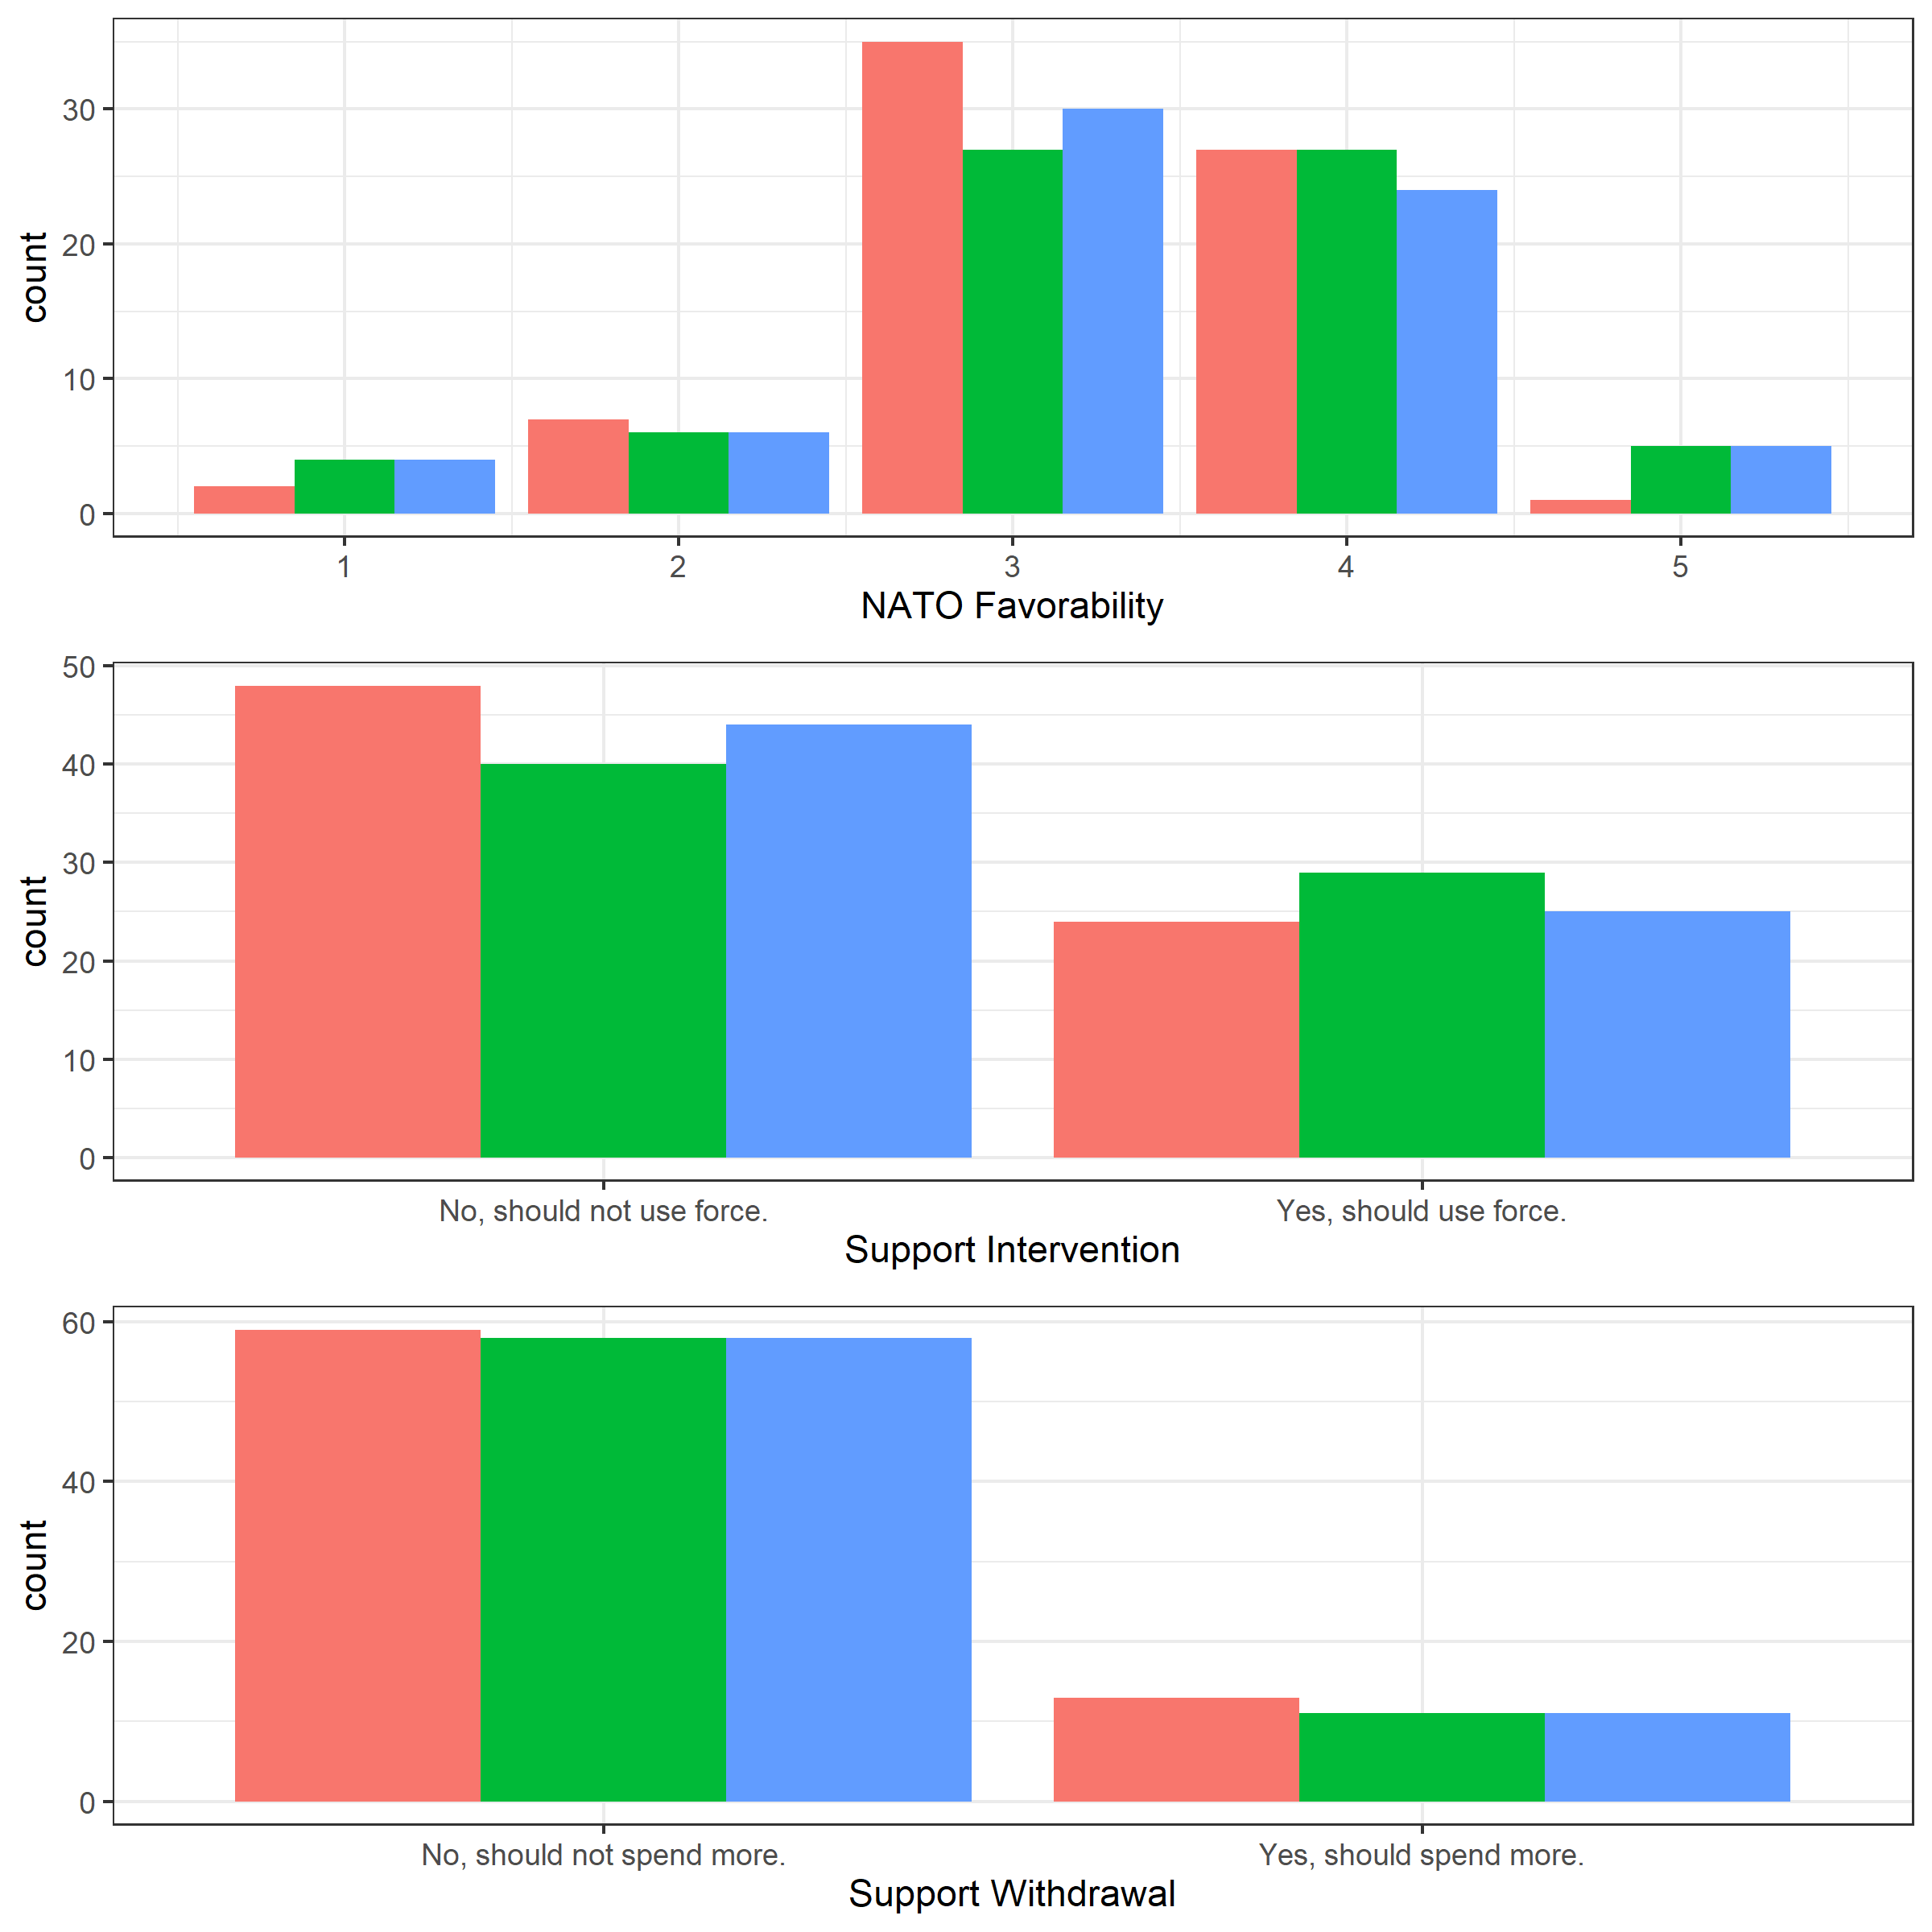 count
30
20
10
0
1 2 3 4 5
NATO Favorability
count
50
40
30
20
10
0
No, should not use force. Yes, should use force.
Support Intervention
count
60
40
20
0
No, should not spend more. Yes, should spend more.
Support Withdrawal